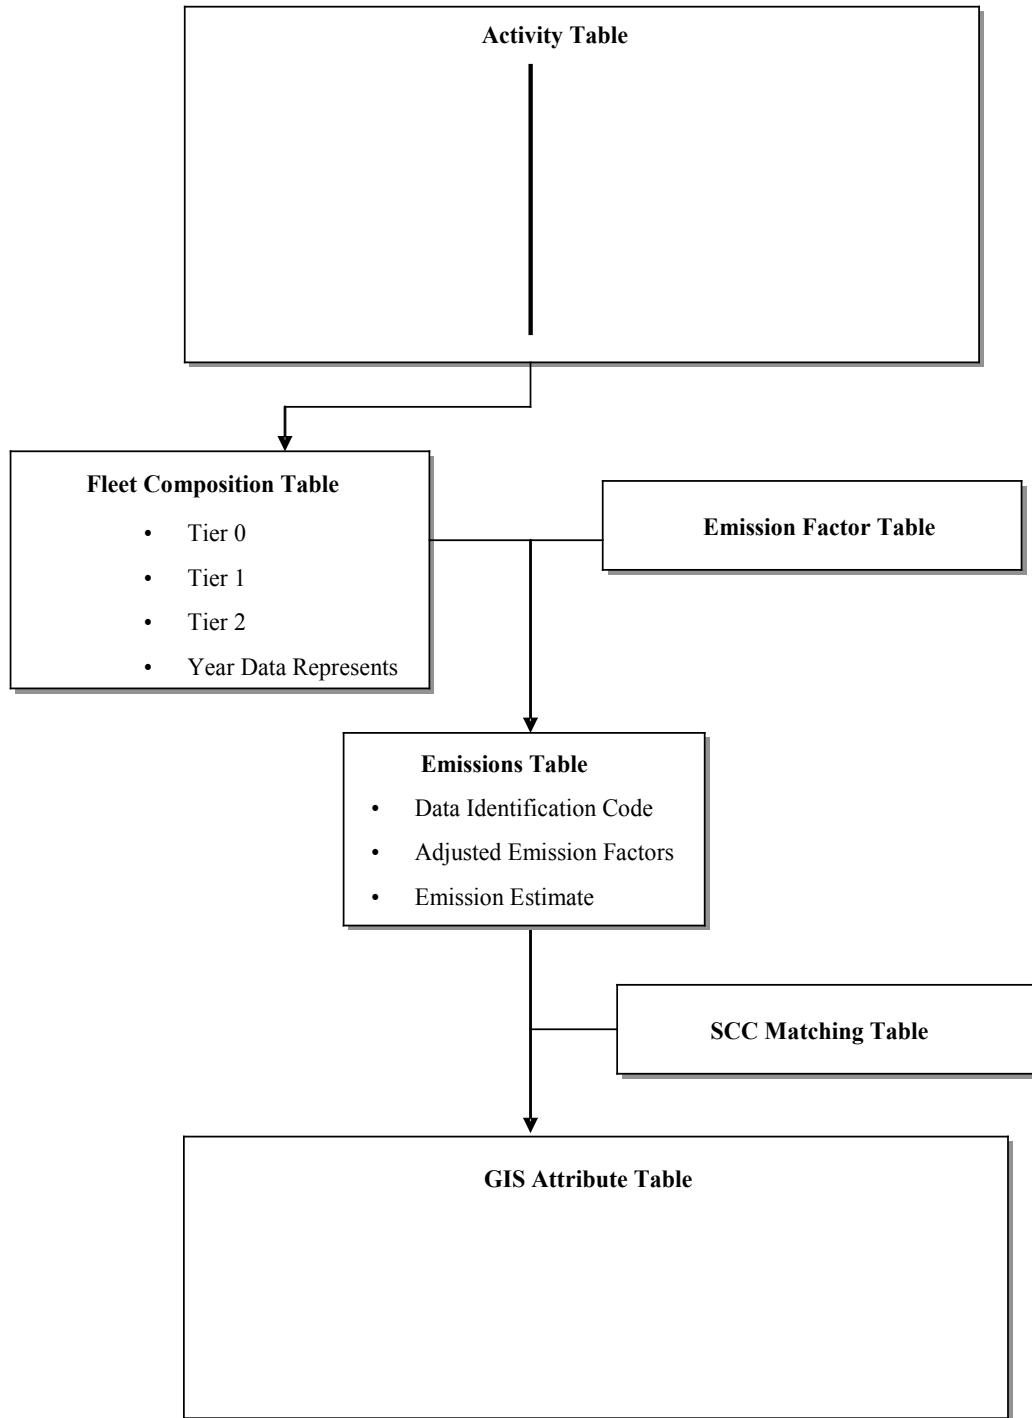 Activity Table
Fleet Composition Table
• Tier 0
• Tier 1
• Tier 2
• Year Data Represents
Emission Factor Table
Emissions Table
• Data Identification Code
• Adjusted Emission Factors
• Emission Estimate
SCC Matching Table
GIS Attribute Table